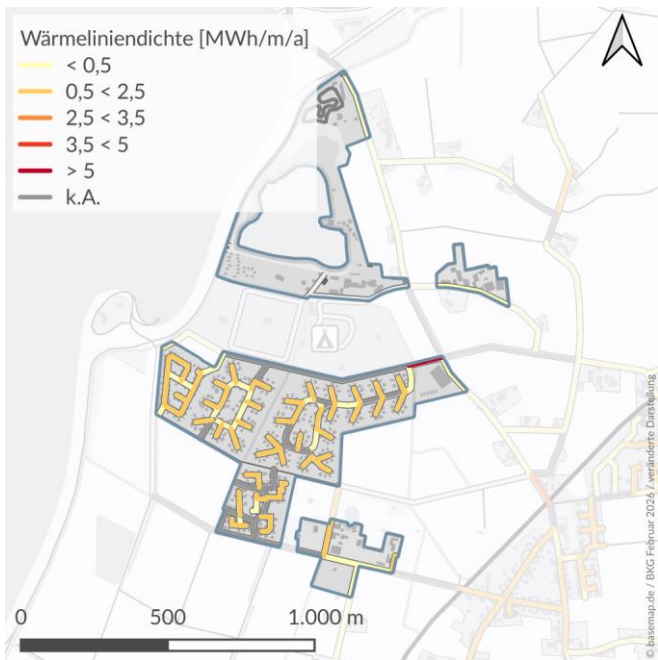 Wärmeliniendichte [MWh/m/a]
< 0,5
0,5 < 2,5
2,5 < 3,5
3,5 < 5
> 5
k.A.
0 500 1.000 m
© basemap.de / BKG Februar 2026 / veränderte Darstellung